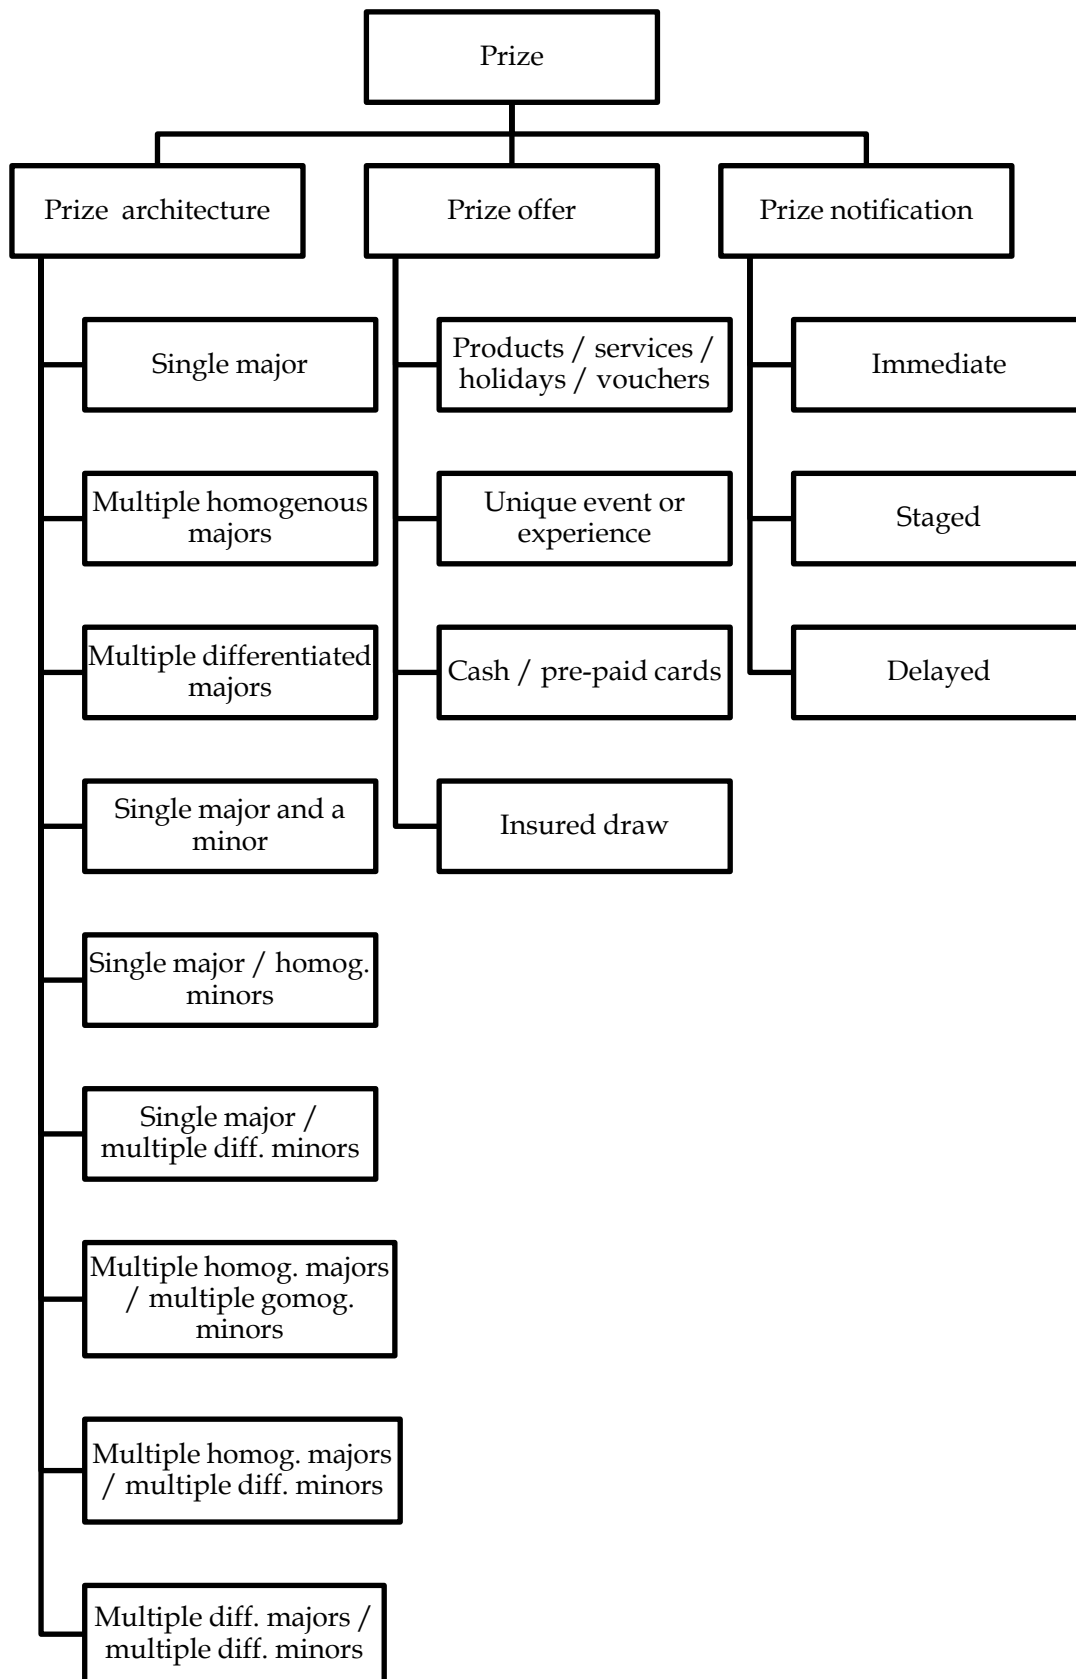 Prize
Prize architecture
Prize offer
Prize notification
Single major
Multiple homogenous
majors
Multiple differentiated
majors
Single major and a
minor
Single major / homog.
minors
Single major /
multiple diff. minors
Multiple homog. majors
/ multiple gomog.
minors
Multiple homog. majors
/ multiple diff. minors
Multiple diff. majors /
multiple diff. minors
Products / services /
holidays / vouchers
Unique event or
experience
Cash / pre-paid cards
Insured draw
Immediate
Staged
Delayed